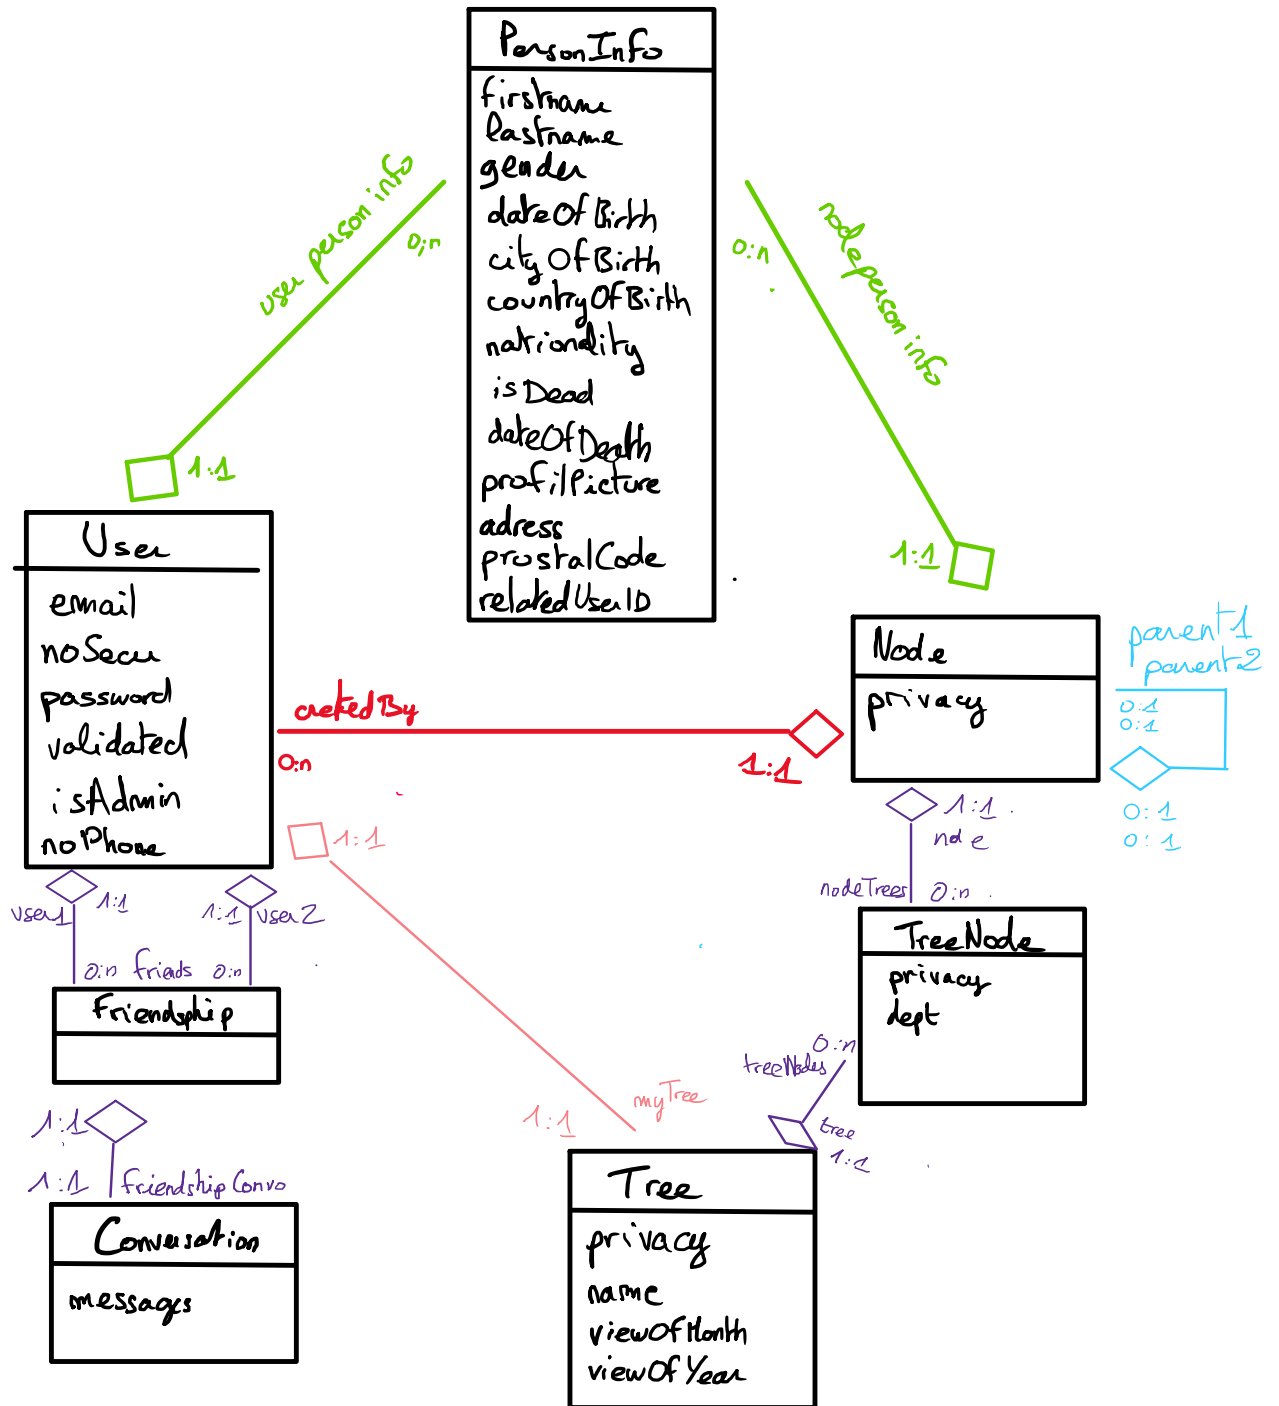 PersonInfo
firstname
lastname
gender
dateOfBirth
cityOfBirth
countryOfBirth
nationality
isDead
dateOfDeath
profilPicture
adress
prostalCode
relatedUserID
user person info
0;n
1:1
0:n
node person info
1:1
User
email
noSecu
password
validated
isAdmin
noPhone
cretedBy
0:n
1:1
Node
privacy
parent1
parent2
0:1
0:1
0:1
0:1
1:1
node
nodeTrees
0:n
TreeNode
privacy
dept
0:n
treeNodes
tree
1:1
1:1
myTree
1:1
user1
1:1
1:1
user2
0:n
friends
0:n
Friendship
1:1
1:1
friendshipConvo
Conversation
messages
Tree
privacy
name
viewOfMonth
viewOfYear